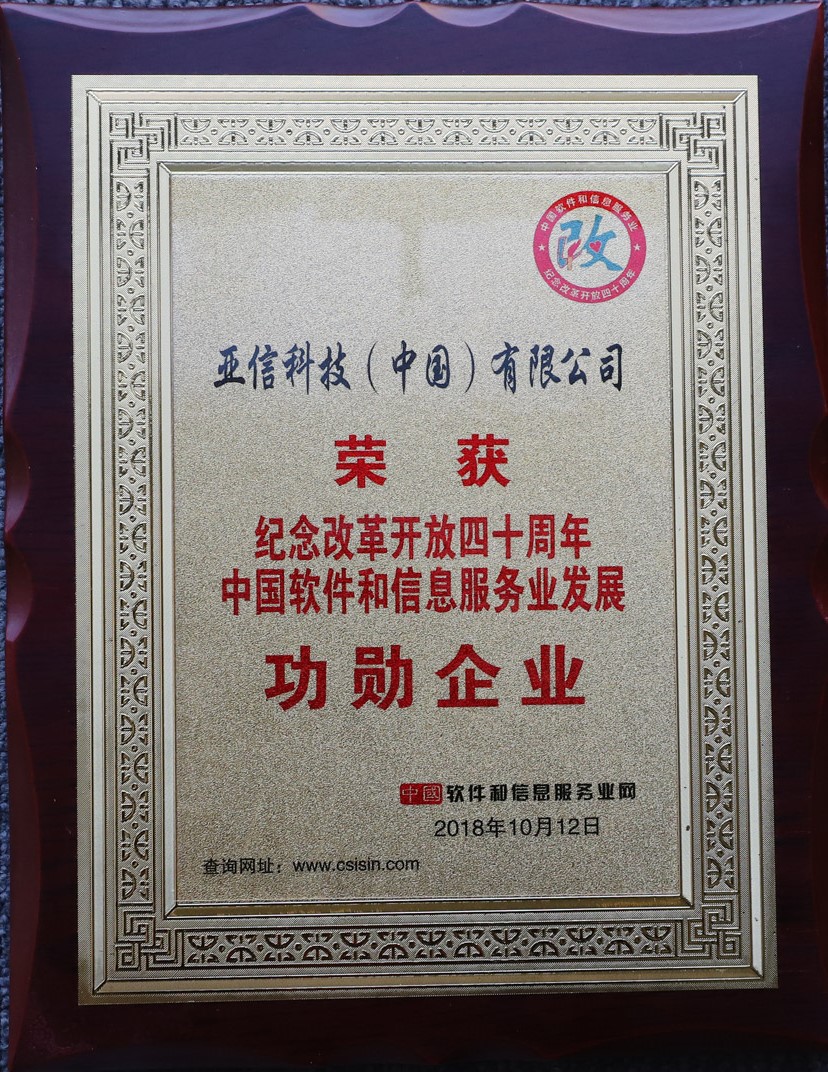 中国软件和信息服务业
改
纪念改革开放四十周年
亚信科技（中国）有限公司
荣 获
纪念改革开放四十周年
中国软件和信息服务业发展
功勋企业
中國软件和信息服务业网
2018年10月12日
查询网址：www.csisin.com